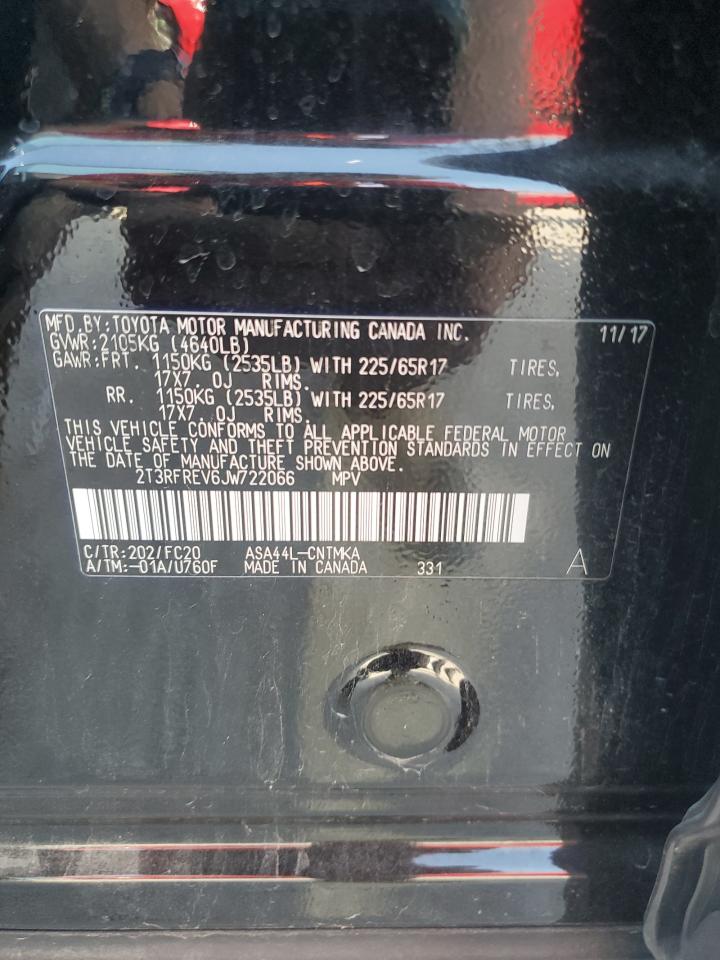 MFD. BY: TOYOTA MOTOR MANUFACTURING CANADA INC. 11/17
GVWR: 2105KG (4640LB)
GAWR: FRT. 1150KG (2535LB) WITH 225/65R17 TIRES,
17X7. 0J RIMS.
RR. 1150KG (2535LB) WITH 225/65R17 TIRES,
17X7. 0J RIMS.
THIS VEHICLE CONFORMS TO ALL APPLICABLE FEDERAL MOTOR
VEHICLE SAFETY AND THEFT PREVENTION STANDARDS IN EFFECT ON
THE DATE OF MANUFACTURE SHOWN ABOVE.
2T3RFREV6JW722066 MPV
C/TR: 202/FC20 ASA44L-CNTMKA
A/TM: -01A/U760F MADE IN CANADA 331 A